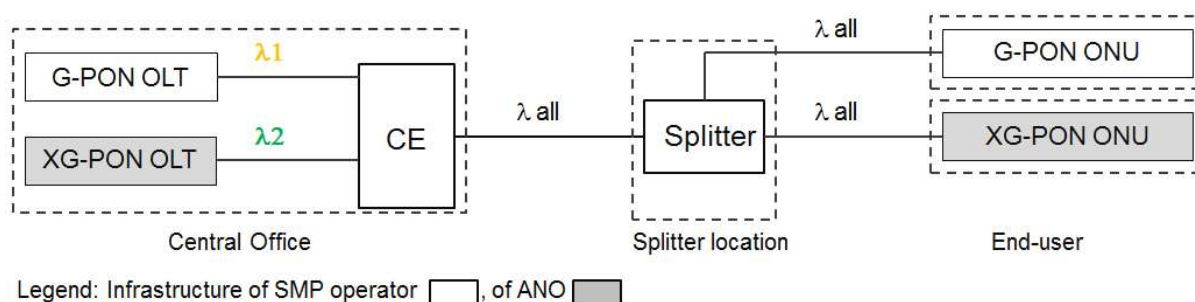 λ all
G-PON OLT
λ1
G-PON ONU
XG-PON OLT
λ2
CE
λ all
Splitter
λ all
XG-PON ONU
Central Office
Splitter location
End-user
Legend: Infrastructure of SMP operator , of ANO